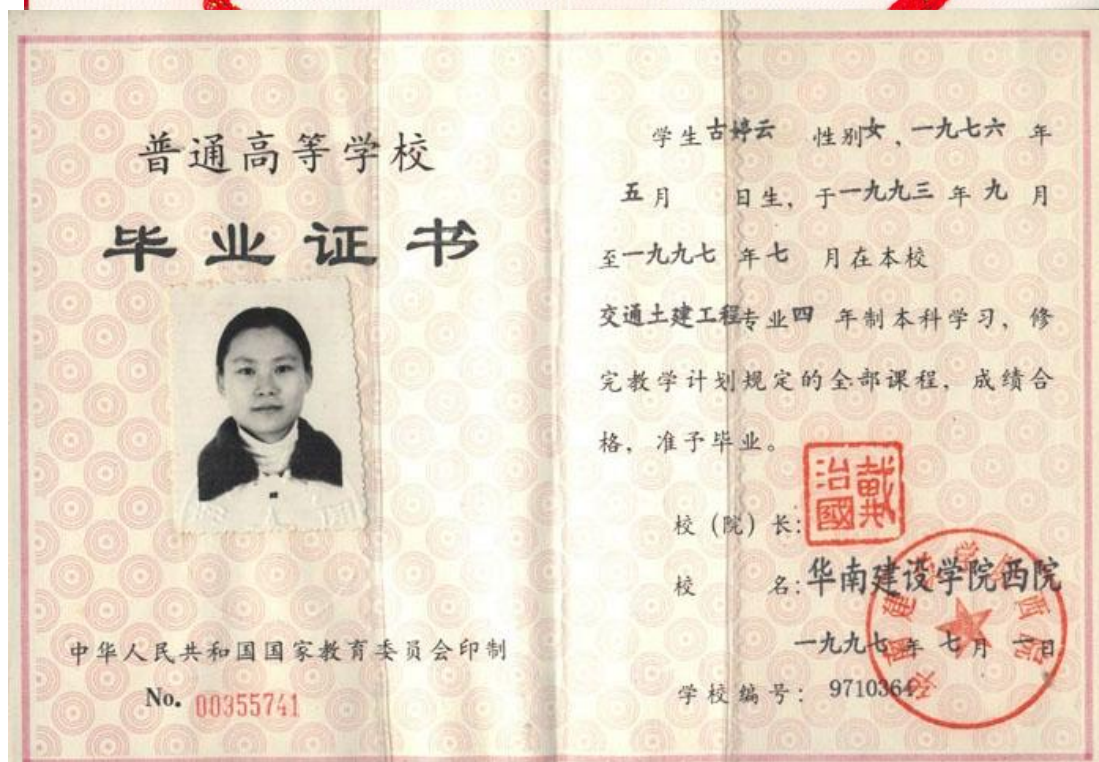 普通高等学校
毕业证书
中华人民共和国国家教育委员会印制
No. 00355741
学生古婷云 性别女，一九七六 年
五月 日生，于一九九三 年 九 月
至一九九七 年七 月在本校
交通土建工程专业四 年制本科学习，修
完教学计划规定的全部课程，成绩合
格，准予毕业。
校（院）长：
戴治國
校 名：华南建设学院西院
一九九七 年 七 月 日
学校编号：9710364